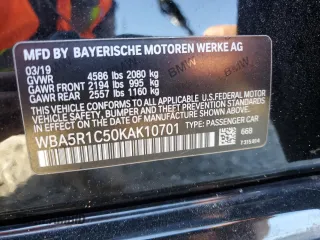 MFD BY BAYERISCHE MOTOREN WERKE AG
03/19
GVWR 4586 lbs 2080 kg
GAWR FRONT 2194 lbs 995 kg
GAWR REAR 2557 lbs 1160 kg
THIS VEHICLE CONFORMS TO ALL APPLICABLE U.S. FEDERAL MOTOR VEHICLE SAFETY, BUMPER, AND THEFT PREVENTION STANDARDS IN EFFECT ON THE DATE OF MANUFACTURE SHOWN ABOVE.
WBA5R1C50KAK10701 TYPE: PASSENGER CAR
66B